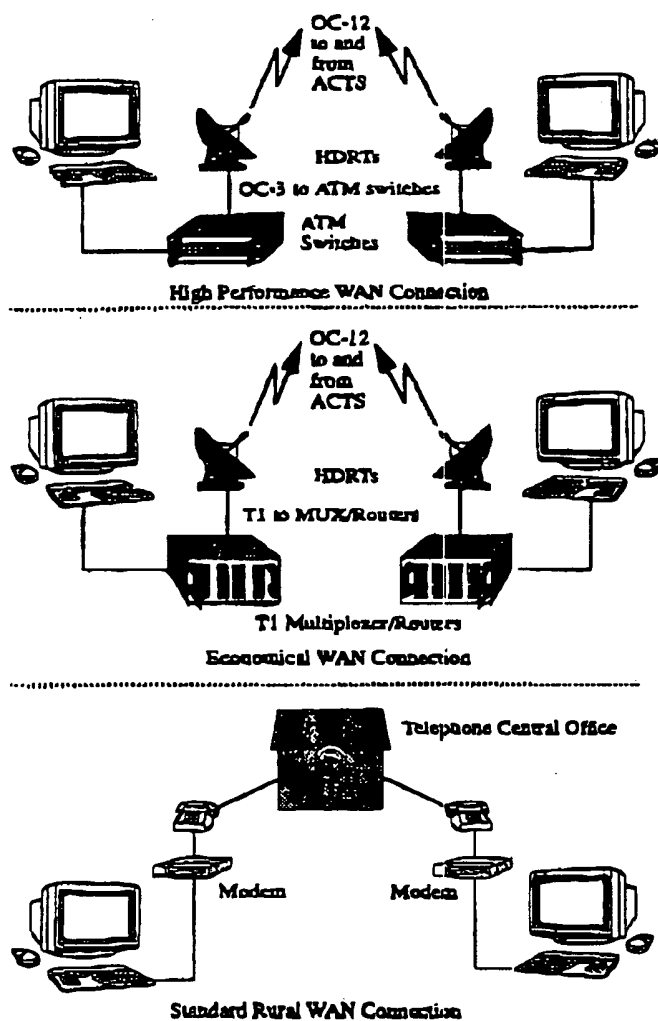 OC-12
to and
from
ACTS
HDRTs
OC-3 to ATM switches
ATM
Switches
High Performance WAN Connection
OC-12
to and
from
ACTS
HDRTs
T1 to MUX/Routers
T1 Multiplexer/Routers
Economical WAN Connection
Telephone Central Office
Modem
Modem
Standard Rural WAN Connection